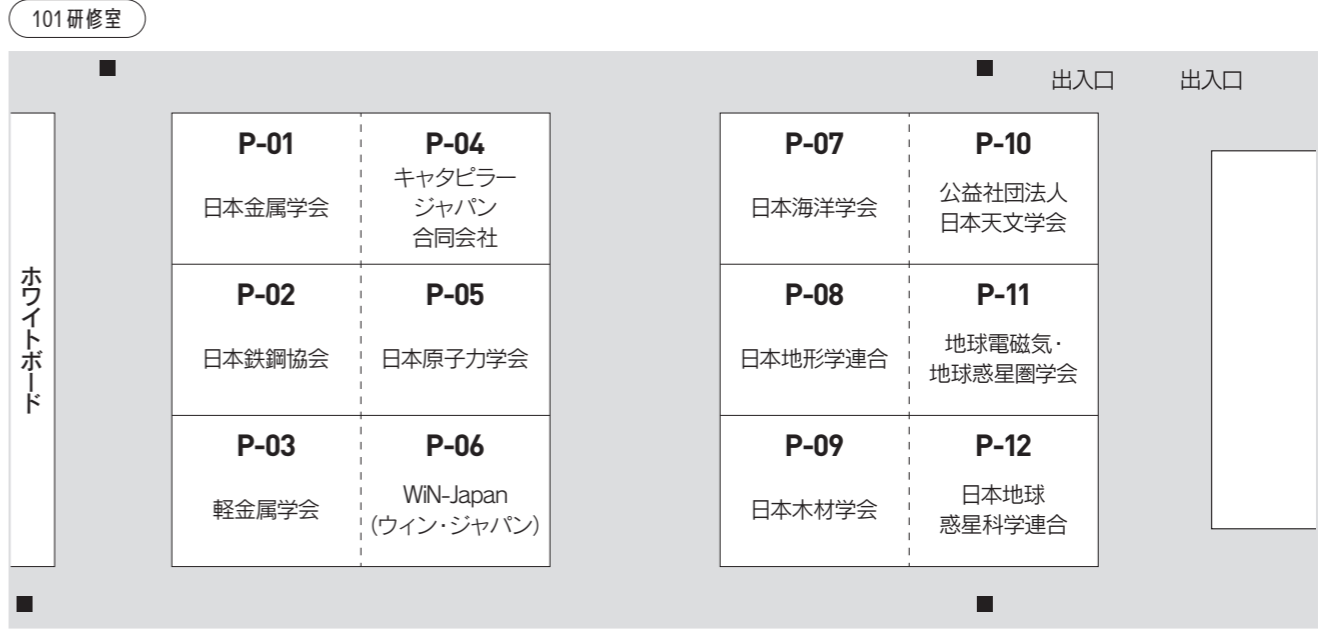 101研修室
出入口
出入口
ホワイトボード
P-01
日本金属学会
P-04
キャタピラー
ジャパン
合同会社
P-02
日本鉄鋼協会
P-05
日本原子力学会
P-03
軽金属学会
P-06
WiN-Japan
(ウィン・ジャパン)
P-07
日本海洋学会
P-10
公益社団法人
日本天文学会
P-08
日本地形学連合
P-11
地球電磁気・
地球惑星圏学会
P-09
日本木材学会
P-12
日本地球
惑星科学連合